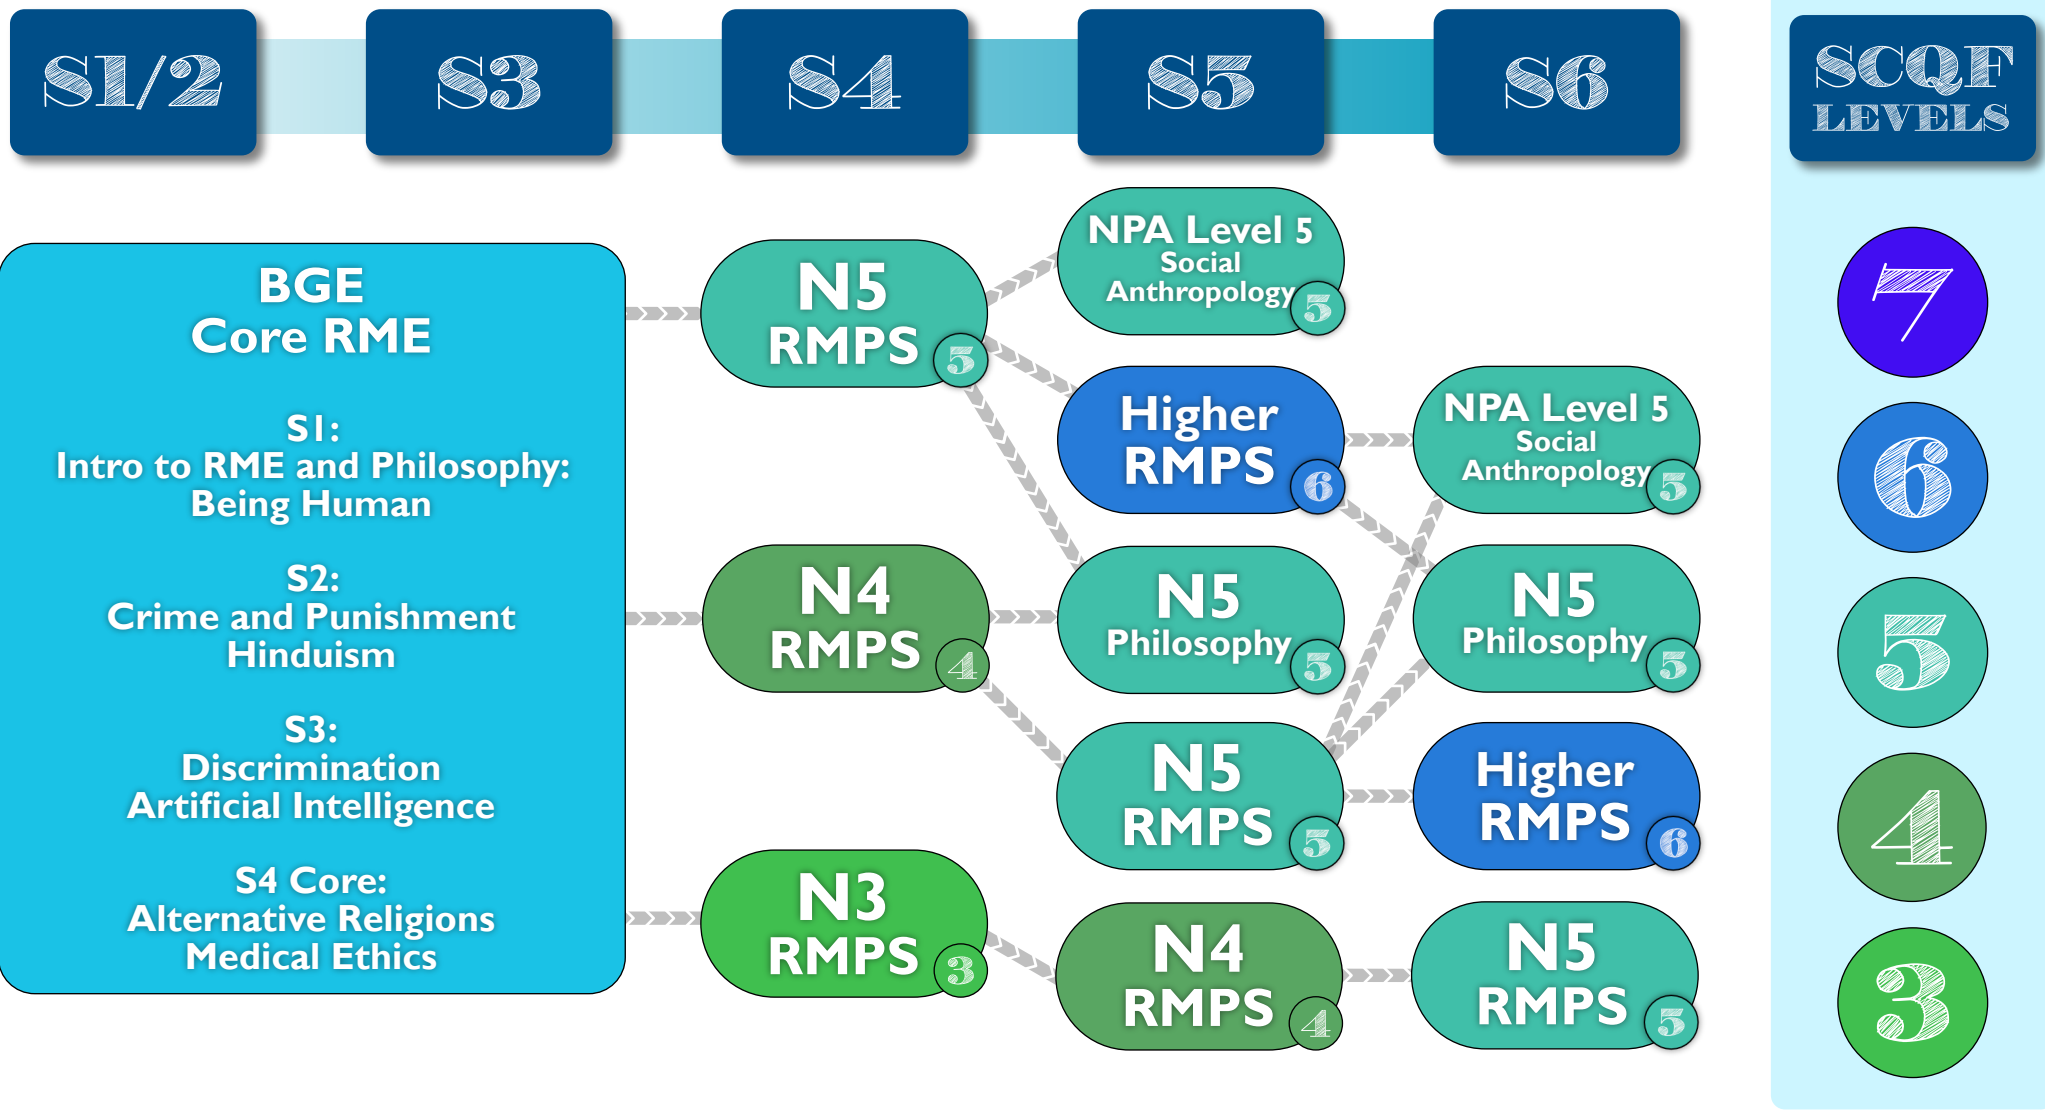 S1/2
S3
S4
S5
S6
SCQF
LEVELS
BGE
Core RME
S1:
Intro to RME and Philosophy:
Being Human
S2:
Crime and Punishment
Hinduism
S3:
Discrimination
Artificial Intelligence
S4 Core:
Alternative Religions
Medical Ethics
N5
RMPS
5
N4
RMPS
4
N3
RMPS
3
NPA Level 5
Social
Anthropology
5
Higher
RMPS
6
N5
Philosophy
5
N5
RMPS
5
N4
RMPS
4
NPA Level 5
Social
Anthropology
5
N5
Philosophy
5
Higher
RMPS
6
N5
RMPS
5
7
6
5
4
3